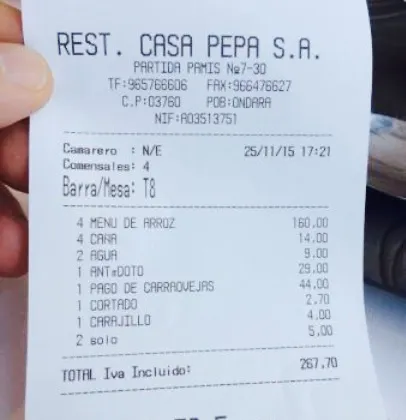 REST. CASA PEPA S.A.
PARTIDA PAMIS Nº7-30
TF:965766606 FAX:966476627
C.P:03760 POB:ONDARA
NIF:A03513751
Camarero : N/E 25/11/15 17:21
Comensales: 4
Barra/Mesa: T8
4 MENU DE ARROZ 160.00
4 CAÑA 14.00
2 AGUA 9.00
1 ANTºDOTO 29.00
1 PAGO DE CARRAOVEJAS 44.00
1 CORTADO 2.70
1 CARAJILLO 4.00
2 solo 5.00
TOTAL Iva Incluido: 267.70